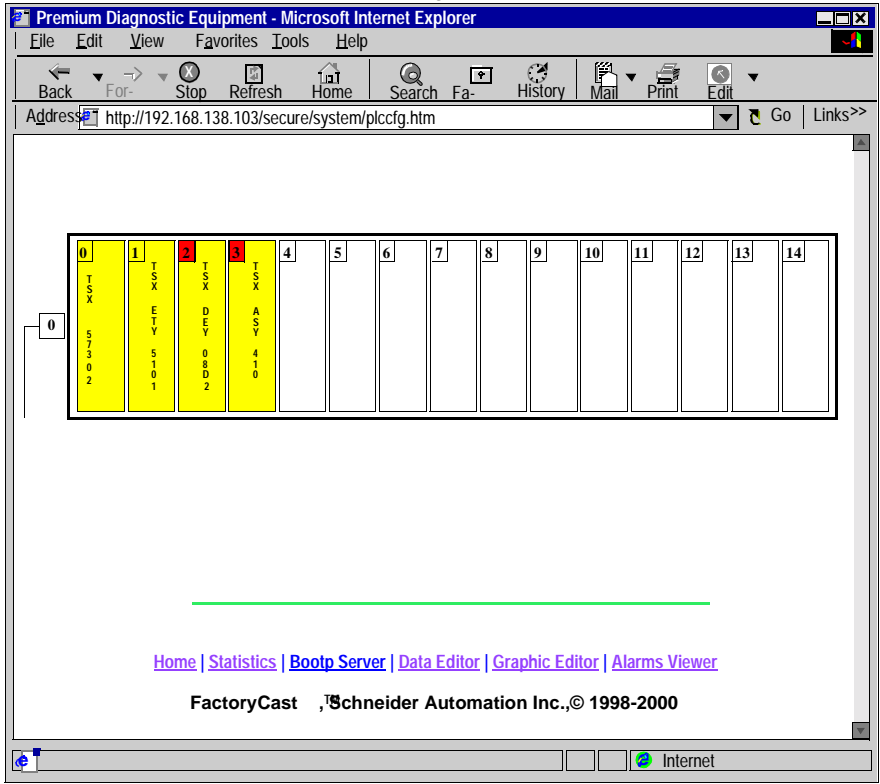 Premium Diagnostic Equipment - Microsoft Internet Explorer
File Edit View Favorites Tools Help
Back For- Stop Refresh Home Search Fa- History Mail Print Edit
Address http://192.168.138.103/secure/system/plccfg.htm Go Links>>
0 1 2 3 4 5 6 7 8 9 10 11 12 13 14
TSX 57302
TSX ETY 5101
TSX DEY 08D2
TSX ASY 410
0
Home | Statistics | Bootp Server | Data Editor | Graphic Editor | Alarms Viewer
FactoryCast ,™Schneider Automation Inc.,© 1998-2000
Internet